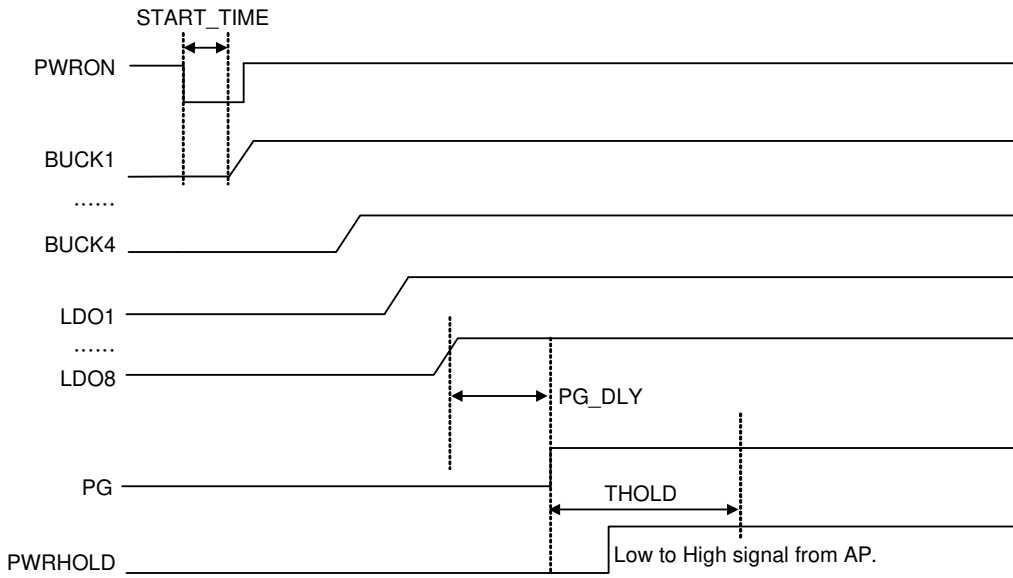 START_TIME
PWRON
BUCK1
......
BUCK4
LDO1
......
LDO8
PG_DLY
PG
THOLD
PWRHOLD
Low to High signal from AP.